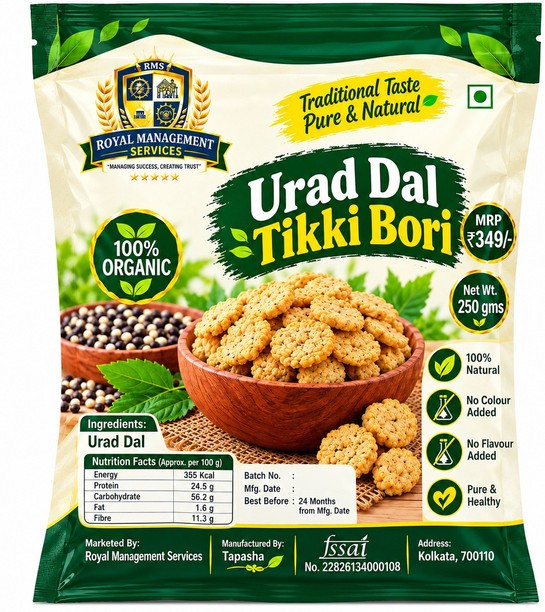 RMS
ROYAL MANAGEMENT
SERVICES
"MANAGING SUCCESS, CREATING TRUST"
Traditional Taste
Pure & Natural
Urad Dal
Tikki Bori
MRP
₹349/-
100%
ORGANIC
Net Wt.
250 gms
100%
Natural
No Colour
Added
No Flavour
Added
Pure &
Healthy
Ingredients:
Urad Dal
Nutrition Facts (Approx. per 100 g)
Energy 355 Kcal
Protein 24.5 g
Carbohydrate 56.2 g
Fat 1.6 g
Fibre 11.3 g
Batch No. :
Mfg. Date :
Best Before : 24 Months
from Mfg. Date
Marketed By:
Royal Management Services
Manufactured By:
Tapasha
fssai
No. 22826134000108
Address:
Kolkata, 700110